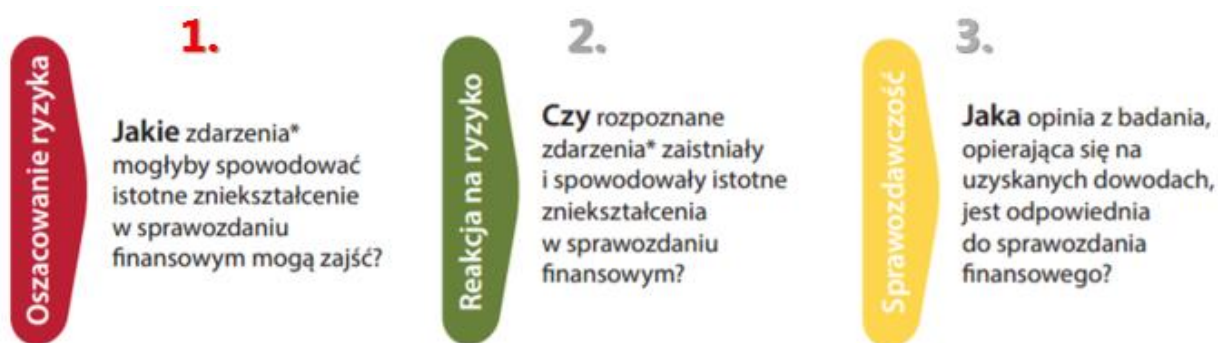 1.
Oszacowanie ryzyka
Jakie zdarzenia*
mogłyby spowodować
istotne zniekształcenie
w sprawozdaniu
finansowym mogą zajść?
2.
Reakcja na ryzyko
Czy rozpoznane
zdarzenia* zaistniały
i spowodowały istotne
zniekształcenia
w sprawozdaniu
finansowym?
3.
Sprawozdawczość
Jaka opinia z badania,
opierająca się na
uzyskanych dowodach,
jest odpowiednia
do sprawozdania
finansowego?